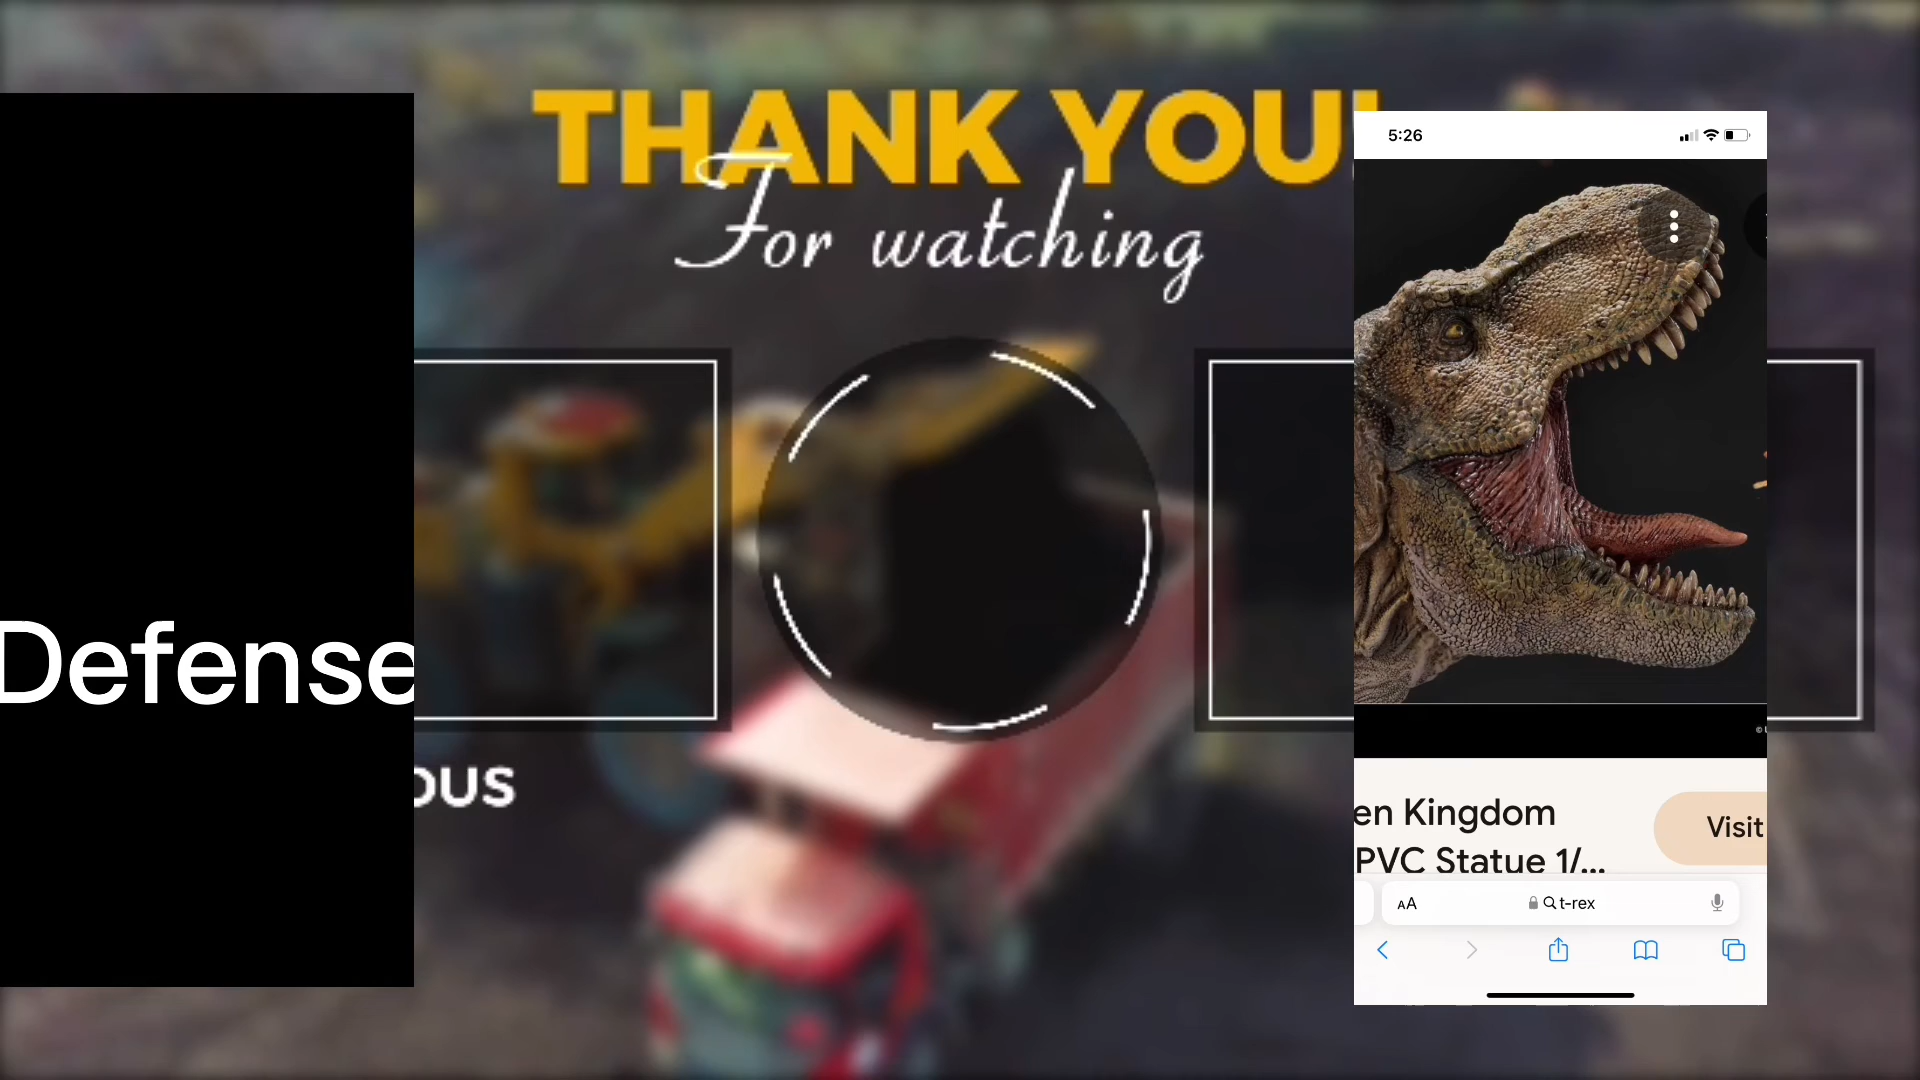 THANK YOU!
For watching
Defense
OUS
5:26
en Kingdom
PVC Statue 1/...
Visit
AA
t-rex